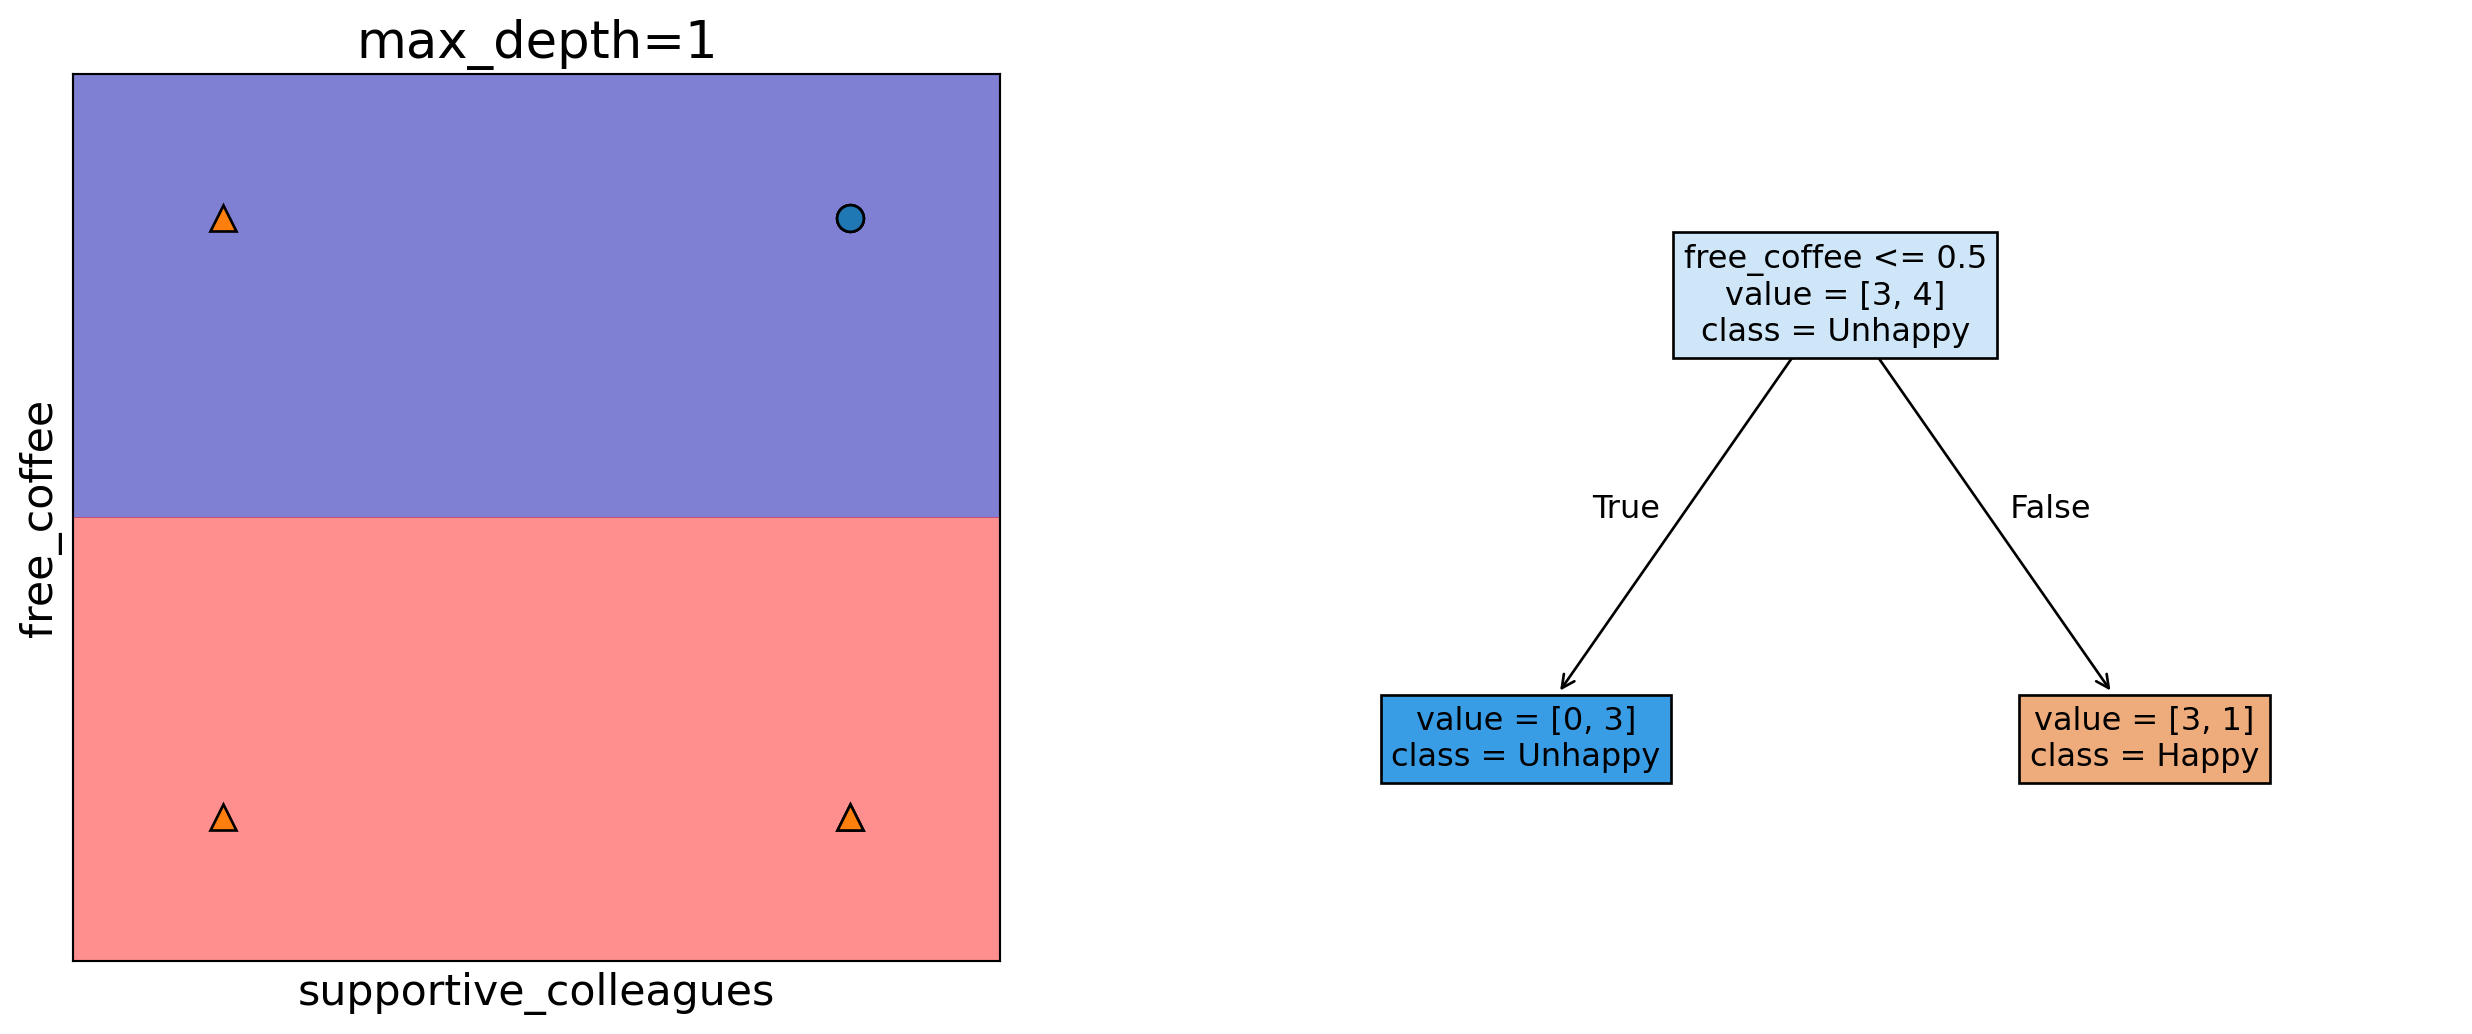 max_depth=1
free_coffee
supportive_colleagues
free_coffee <= 0.5
value = [3, 4]
class = Unhappy
True
False
value = [0, 3]
class = Unhappy
value = [3, 1]
class = Happy